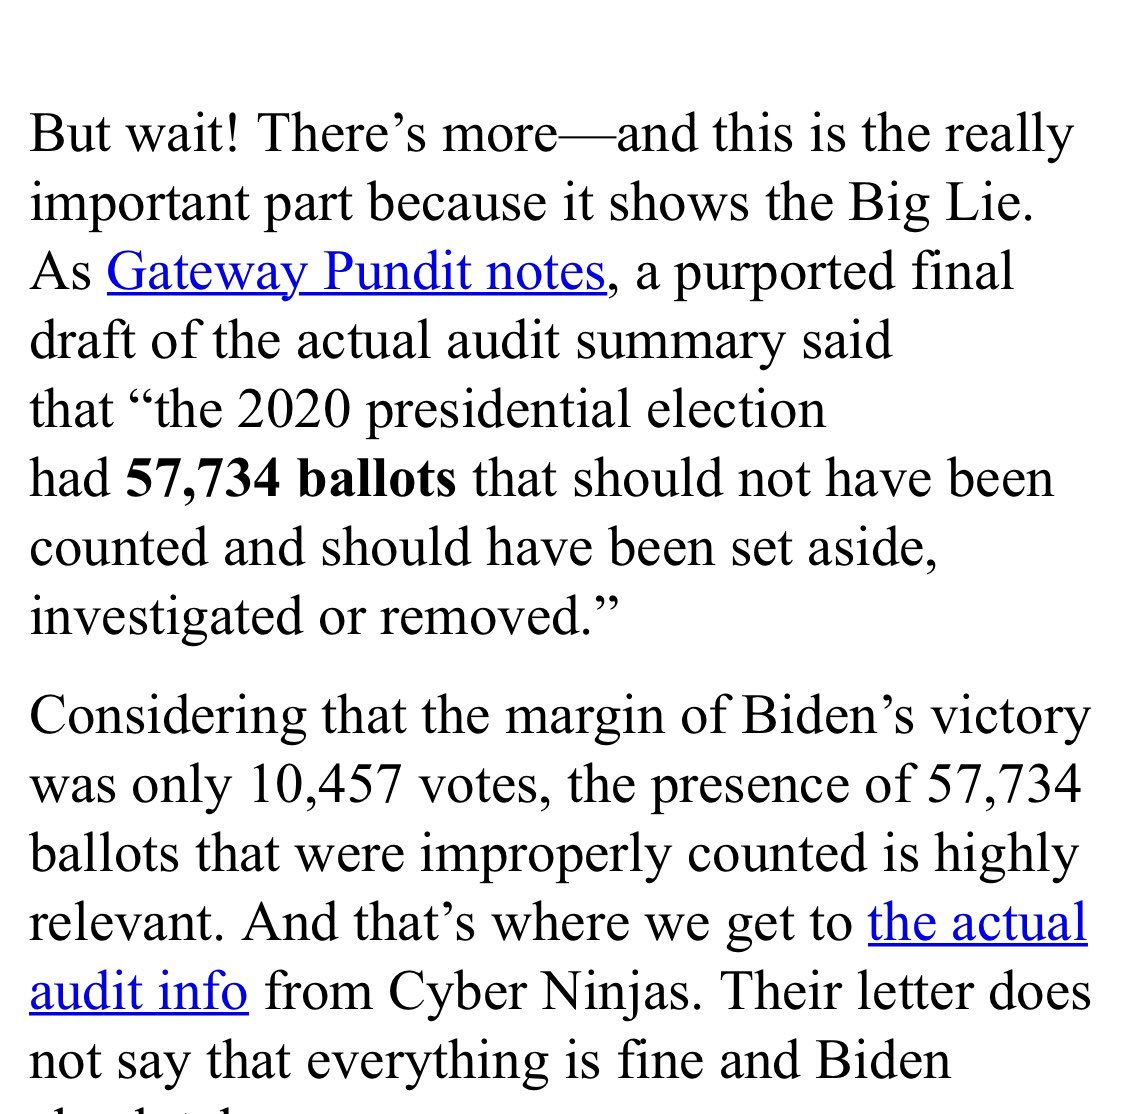 But wait! There’s more—and this is the really
important part because it shows the Big Lie.
As Gateway Pundit notes, a purported final
draft of the actual audit summary said
that “the 2020 presidential election
had 57,734 ballots that should not have been
counted and should have been set aside,
investigated or removed.”
Considering that the margin of Biden’s victory
was only 10,457 votes, the presence of 57,734
ballots that were improperly counted is highly
relevant. And that’s where we get to the actual
audit info from Cyber Ninjas. Their letter does
not say that everything is fine and Biden